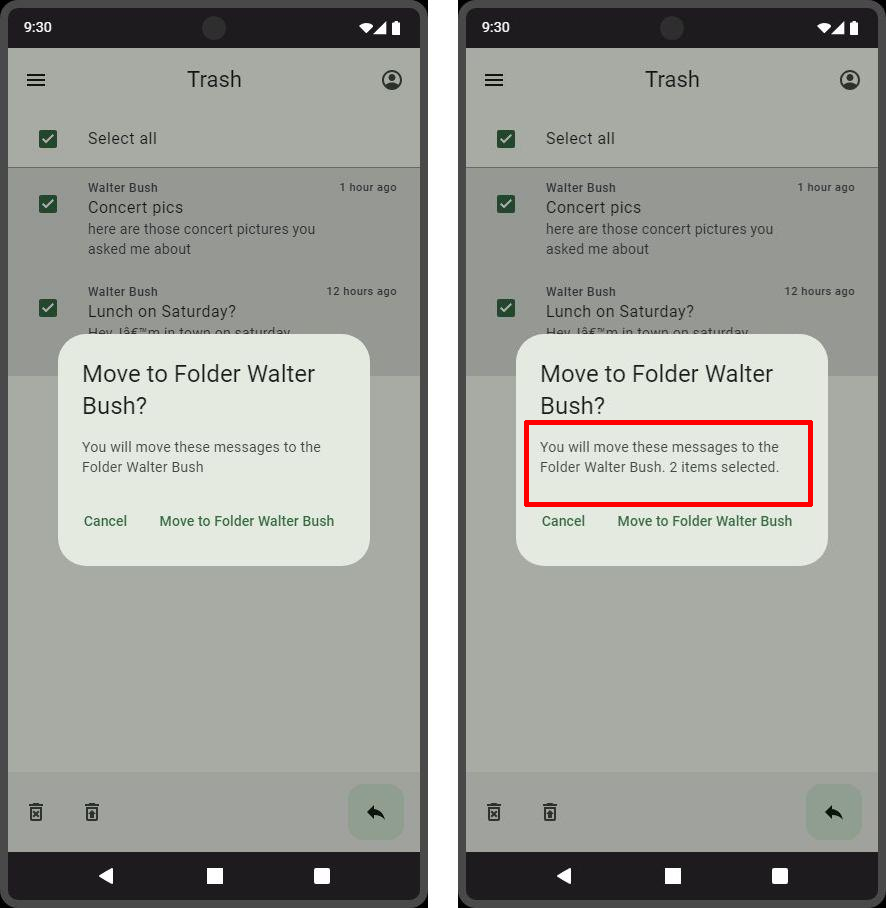 9:30
Trash
Select all
Walter Bush
1 hour ago
Concert pics
here are those concert pictures you
asked me about
Walter Bush
12 hours ago
Lunch on Saturday?
Hey, Iâ€™m in town on saturday
Move to Folder Walter
Bush?
You will move these messages to the
Folder Walter Bush
Cancel
Move to Folder Walter Bush
9:30
Trash
Select all
Walter Bush
1 hour ago
Concert pics
here are those concert pictures you
asked me about
Walter Bush
12 hours ago
Lunch on Saturday?
Hey, Iâ€™m in town on saturday
Move to Folder Walter
Bush?
You will move these messages to the
Folder Walter Bush. 2 items selected.
Cancel
Move to Folder Walter Bush